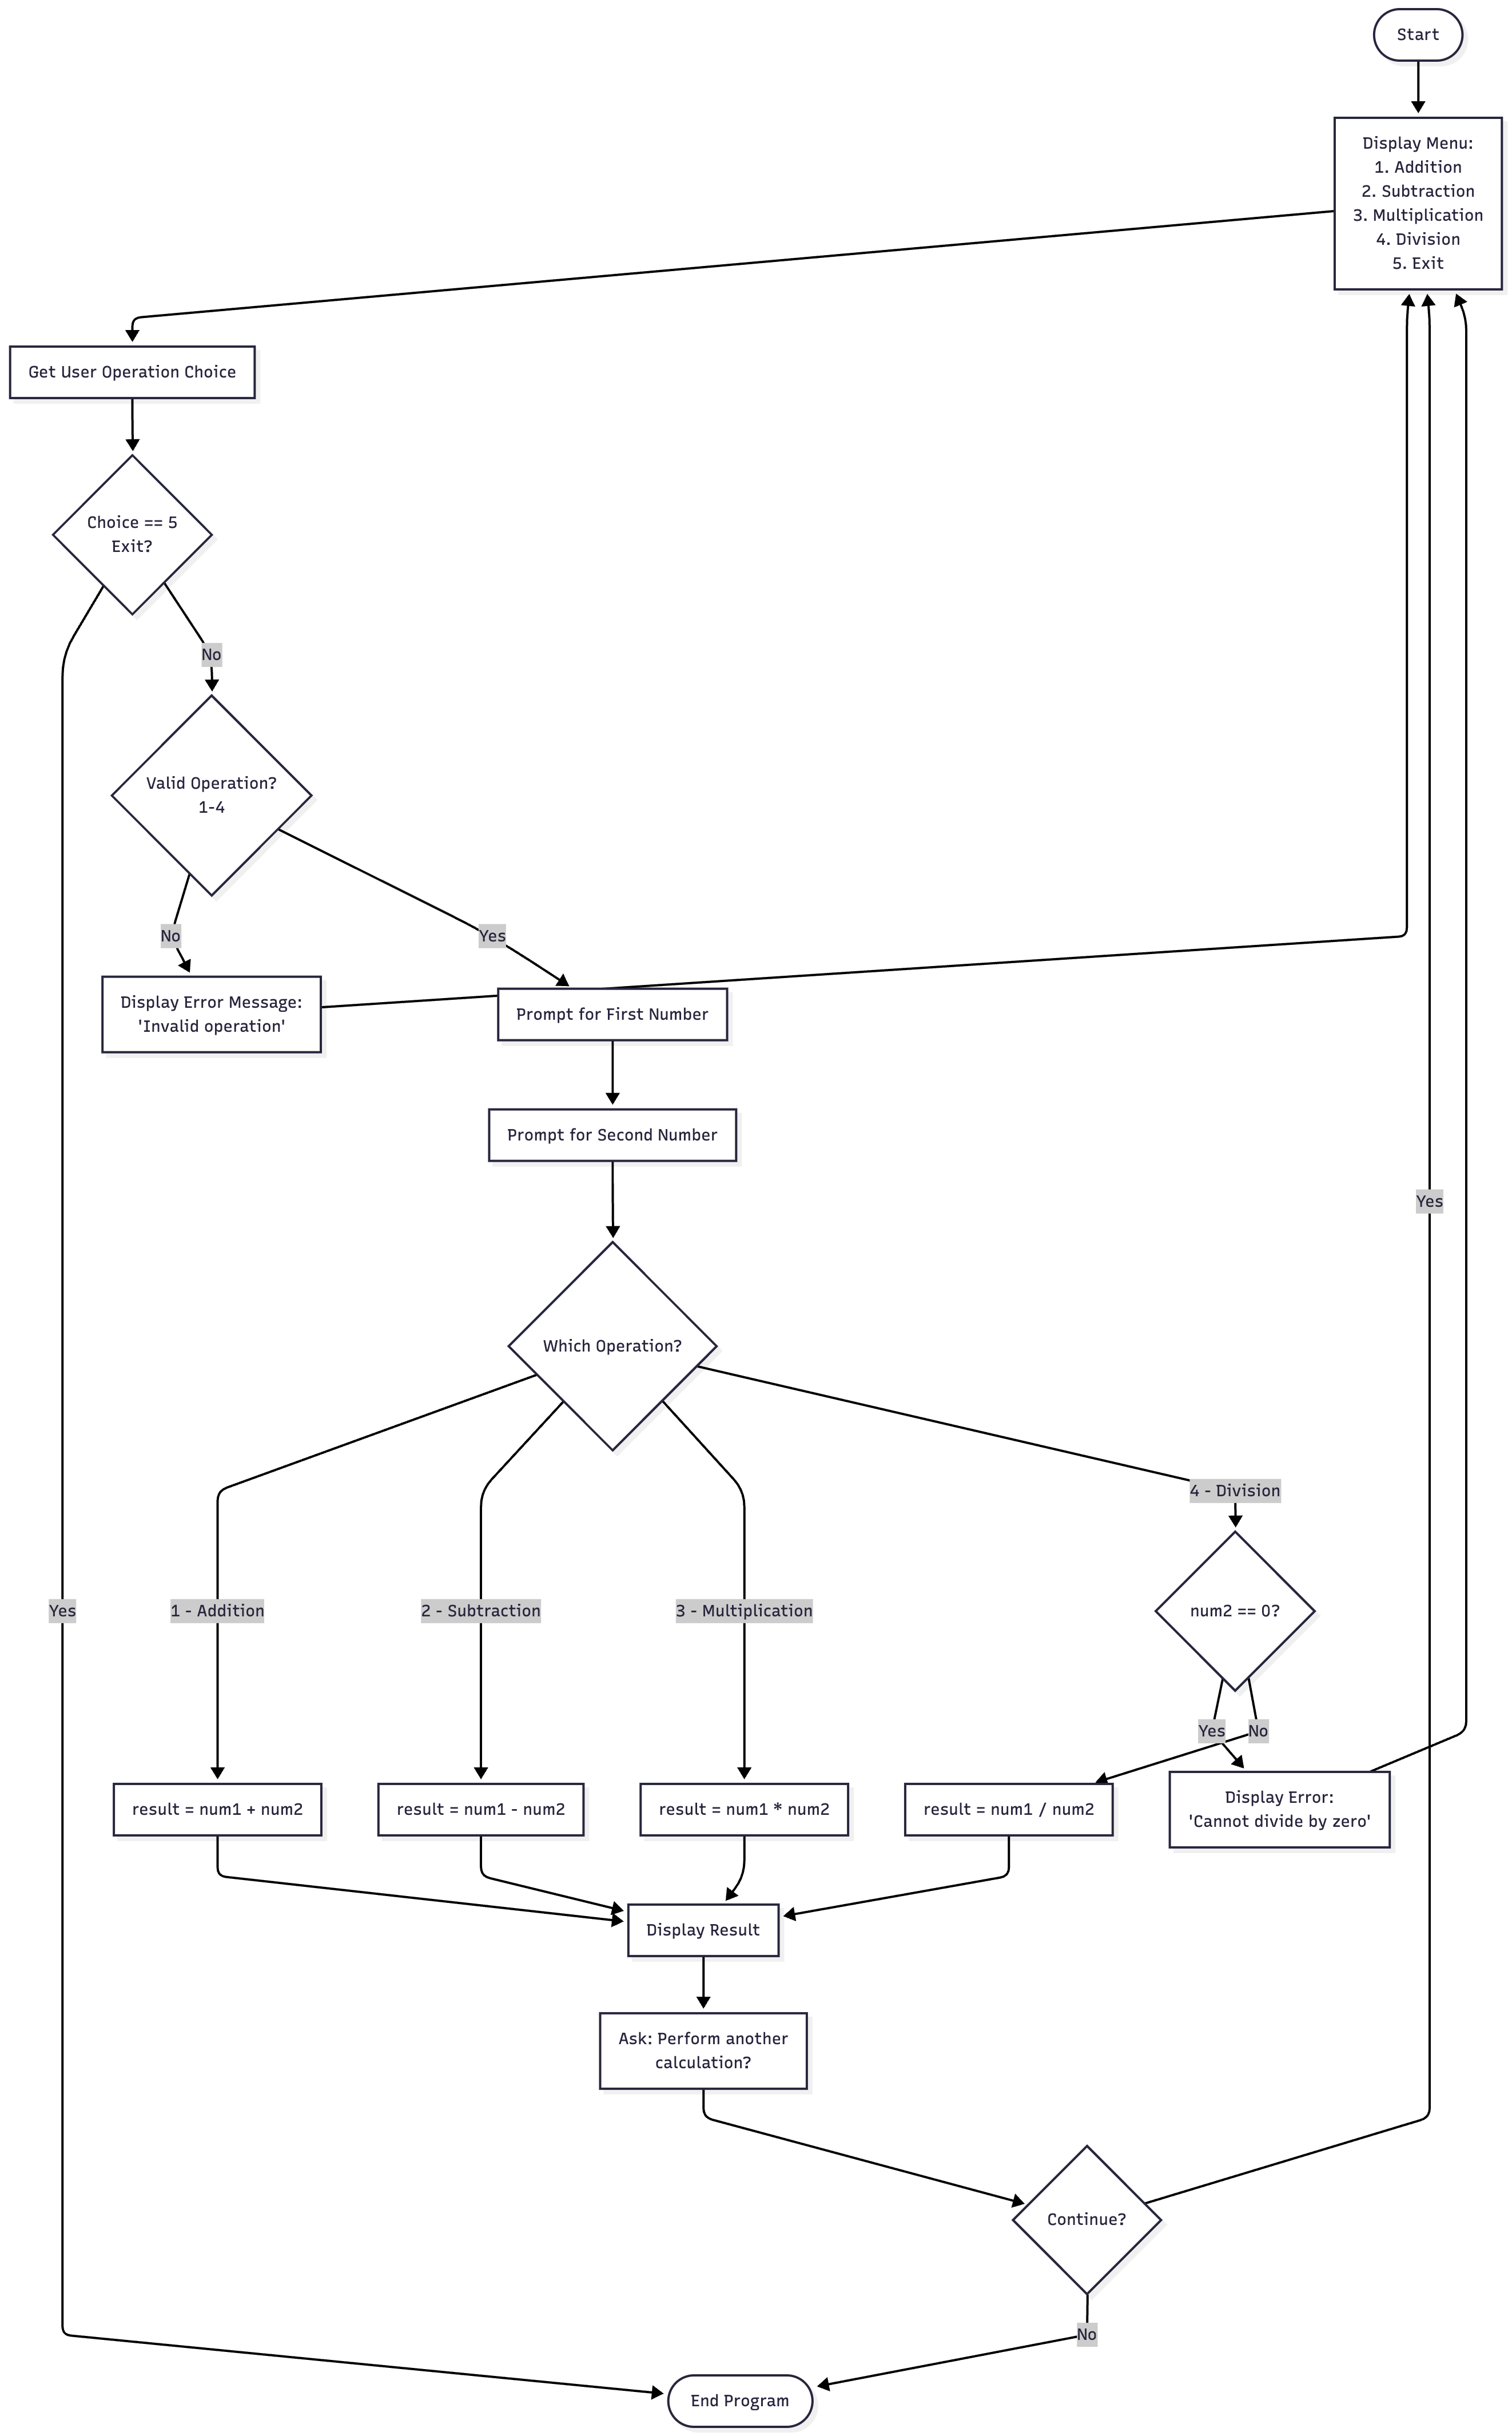 Start
Display Menu:
1. Addition
2. Subtraction
3. Multiplication
4. Division
5. Exit
Get User Operation Choice
Choice == 5
Exit?
No
Valid Operation?
1-4
No
Yes
Display Error Message:
'Invalid operation'
Prompt for First Number
Prompt for Second Number
Yes
Which Operation?
4 - Division
Yes
1 - Addition
2 - Subtraction
3 - Multiplication
num2 == 0?
Yes
No
result = num1 + num2
result = num1 - num2
result = num1 * num2
result = num1 / num2
Display Error:
'Cannot divide by zero'
Display Result
Ask: Perform another
calculation?
Continue?
No
End Program